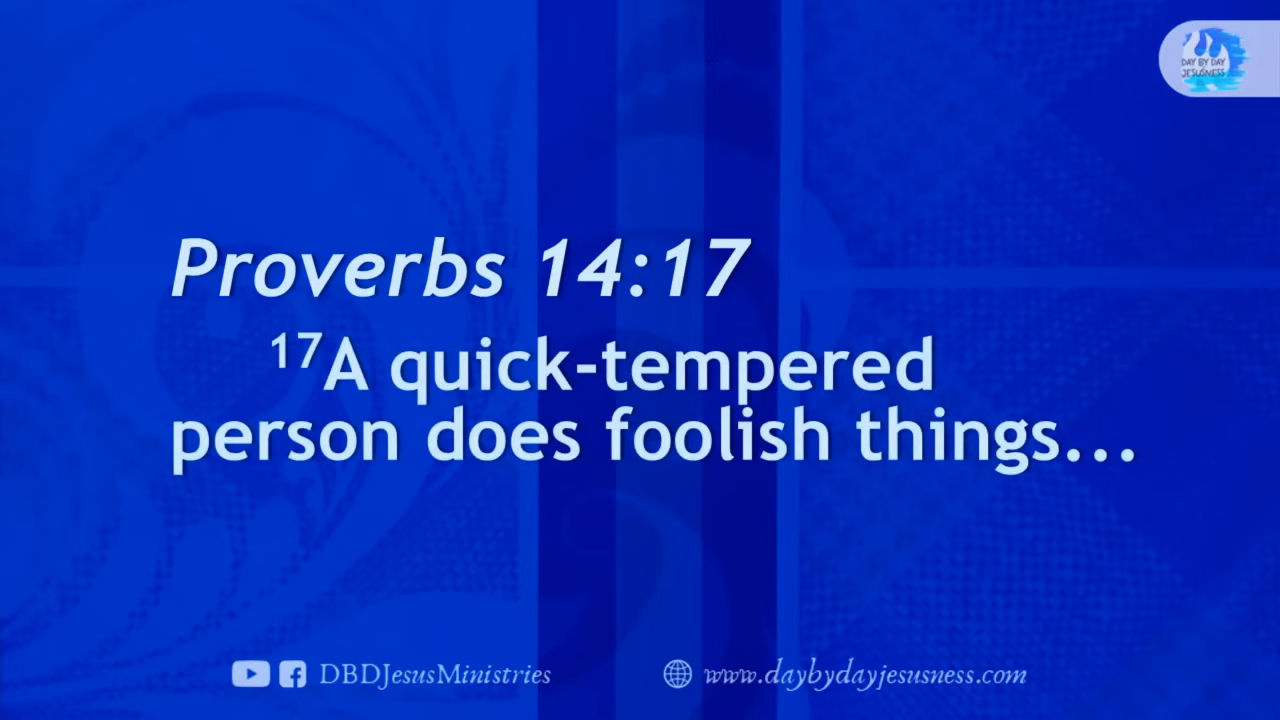 DAY BY DAY
JESUSNESS
Proverbs 14:17
¹⁷A quick-tempered
person does foolish things...
DBDJesusMinistries
www.daybydayjesusness.com